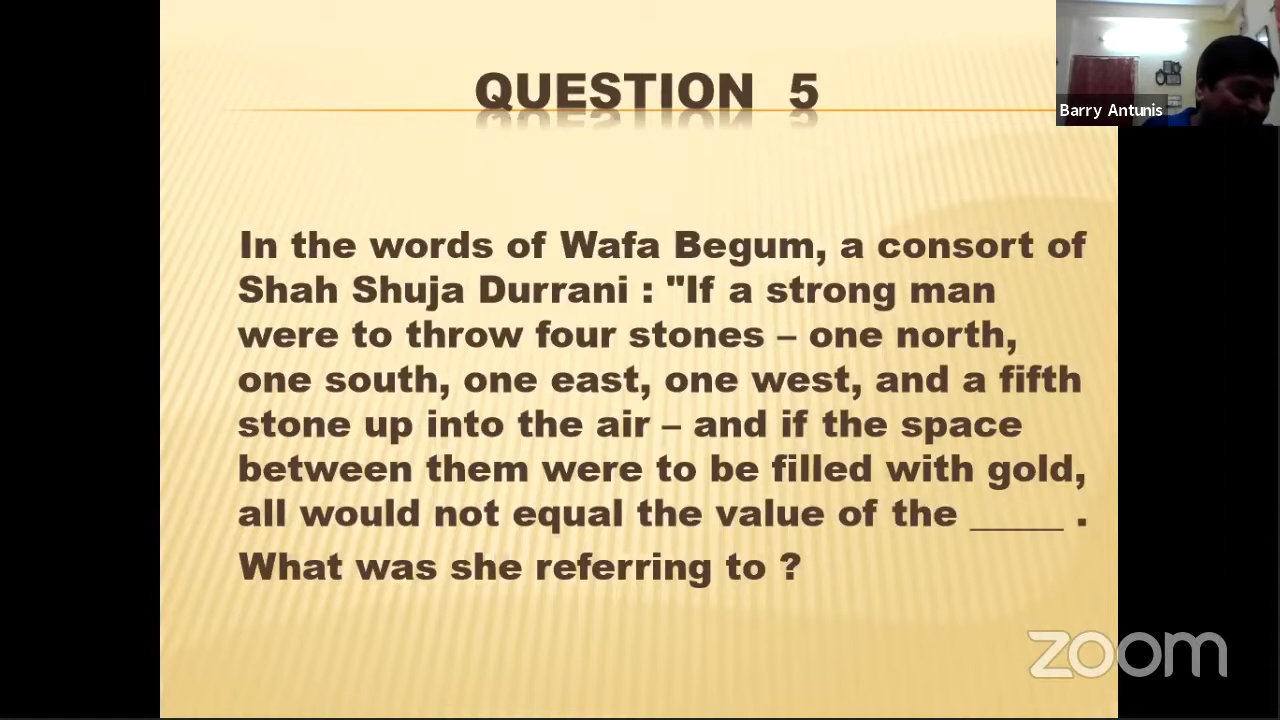 QUESTION 5
Barry Antunis
In the words of Wafa Begum, a consort of
Shah Shuja Durrani : "If a strong man
were to throw four stones – one north,
one south, one east, one west, and a fifth
stone up into the air – and if the space
between them were to be filled with gold,
all would not equal the value of the _____ .
What was she referring to ?
zoom